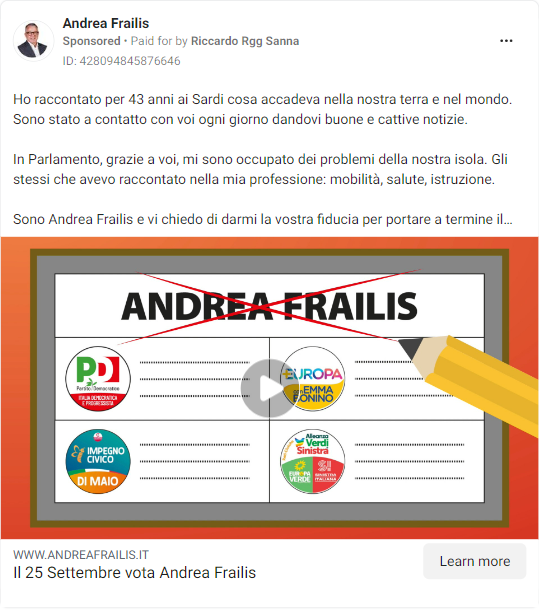 Andrea Frailis
Sponsored • Paid for by Riccardo Rgg Sanna
ID: 428094845876646
Ho raccontato per 43 anni ai Sardi cosa accadeva nella nostra terra e nel mondo.
Sono stato a contatto con voi ogni giorno dandovi buone e cattive notizie.
In Parlamento, grazie a voi, mi sono occupato dei problemi della nostra isola. Gli
stessi che avevo raccontato nella mia professione: mobilità, salute, istruzione.
Sono Andrea Frailis e vi chiedo di darmi la vostra fiducia per portare a termine il...
ANDREA FRAILIS
PD
Partito Democratico
ITALIA DEMOCRATICA
E PROGRESSISTA
+EUROPA
con EMMA
BONINO
IMPEGNO
CIVICO
DI MAIO
Alleanza
Verdi
Sinistra
EUROPA
VERDE
SI
SINISTRA
ITALIANA
WWW.ANDREAFRAILIS.IT
Il 25 Settembre vota Andrea Frailis
Learn more